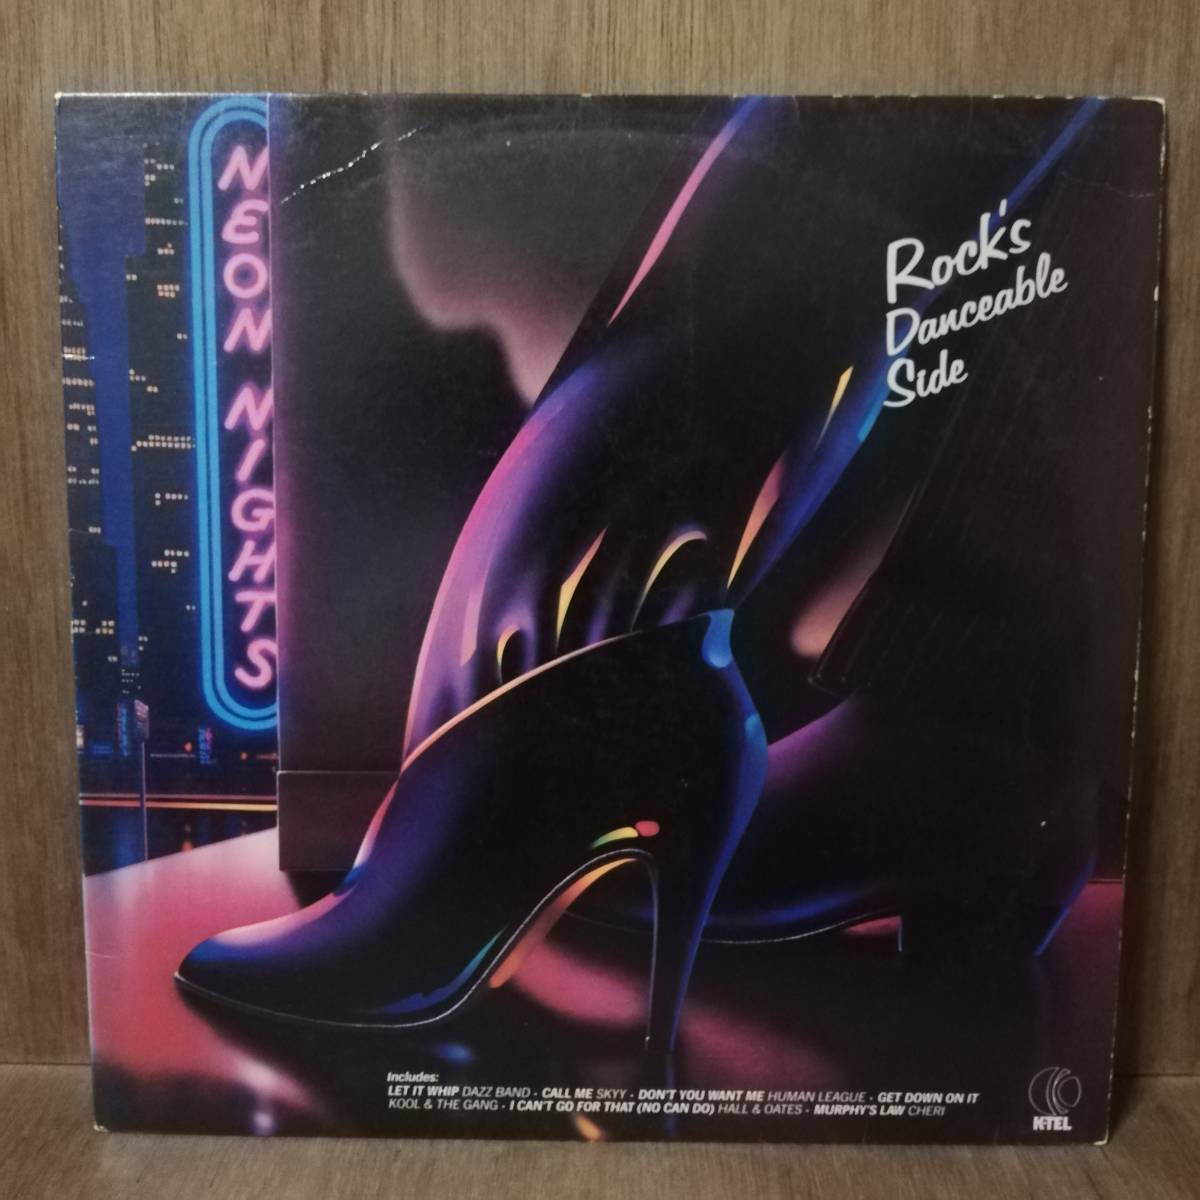 NEON NIGHTS
Rock's
Danceable
Side
Includes:
LET IT WHIP DAZZ BAND · CALL ME SKYY · DON'T YOU WANT ME HUMAN LEAGUE · GET DOWN ON IT
KOOL & THE GANG · I CAN'T GO FOR THAT (NO CAN DO) HALL & OATES · MURPHY'S LAW CHERI
K-TEL